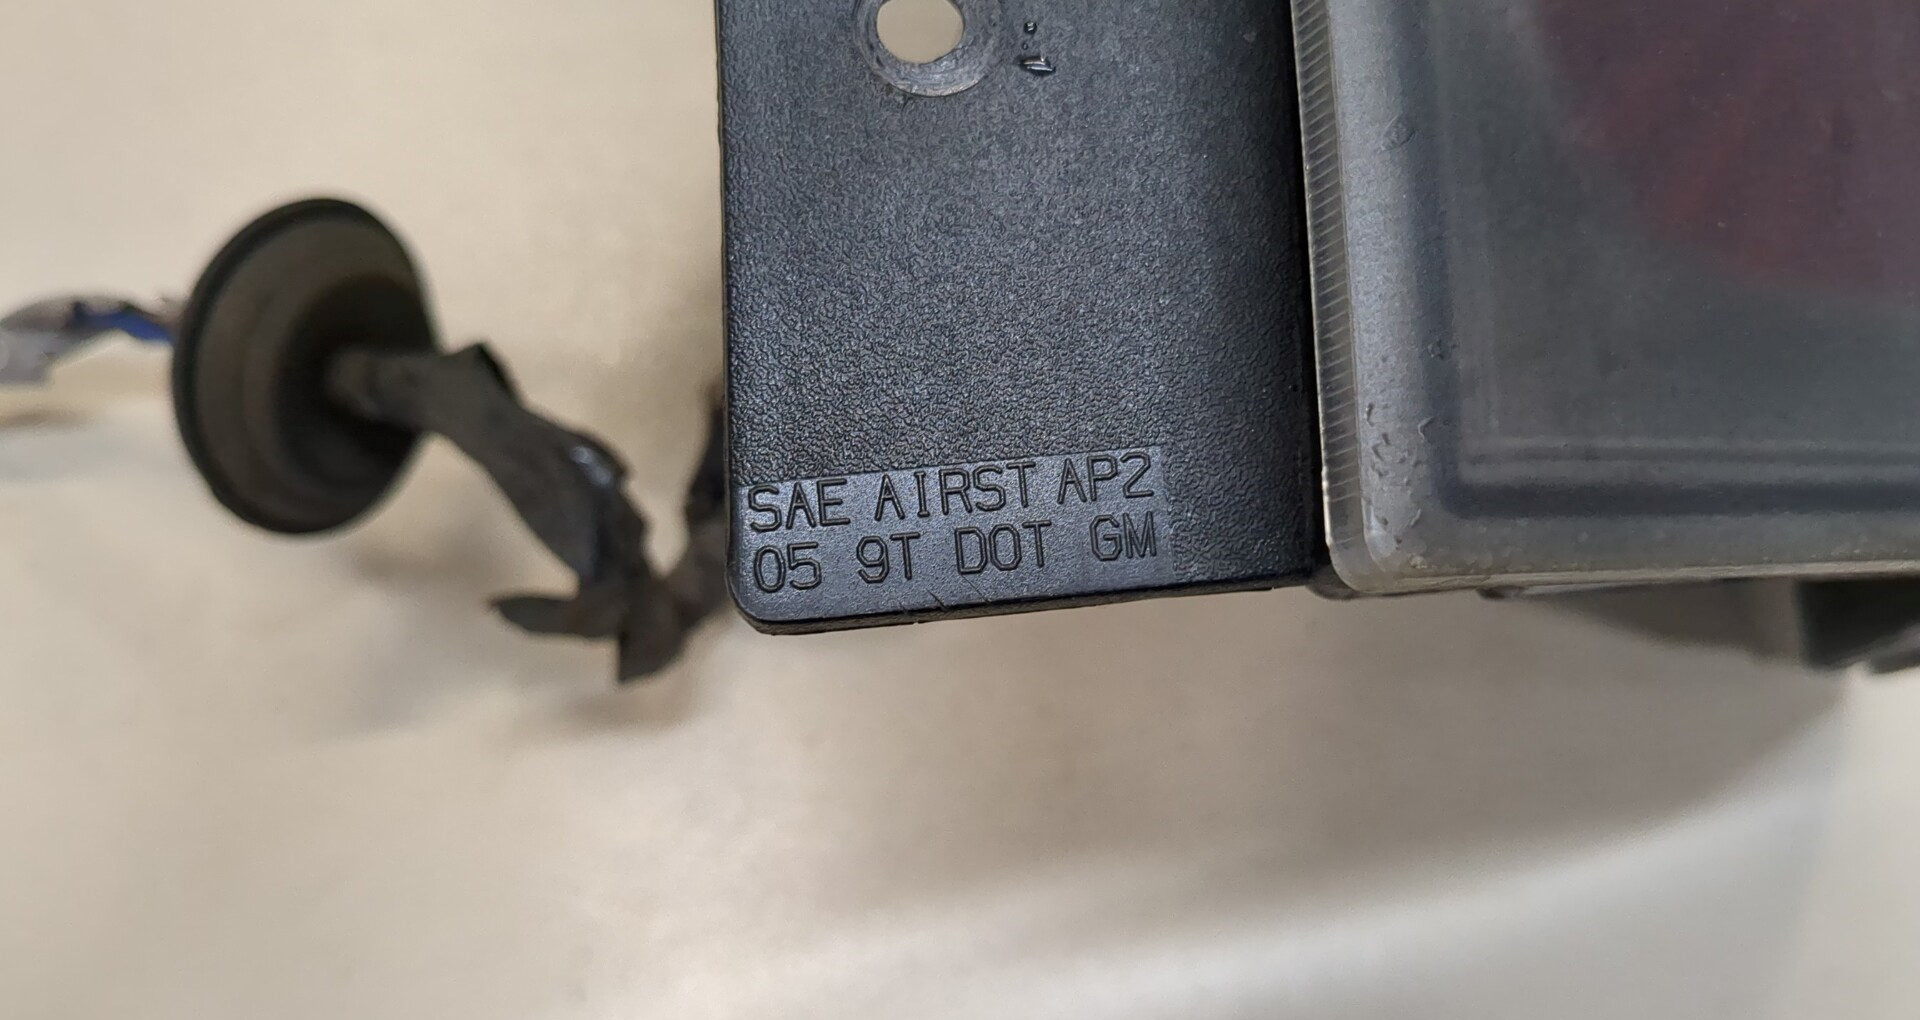 SAE AIRST AP2
05 9T DOT GM